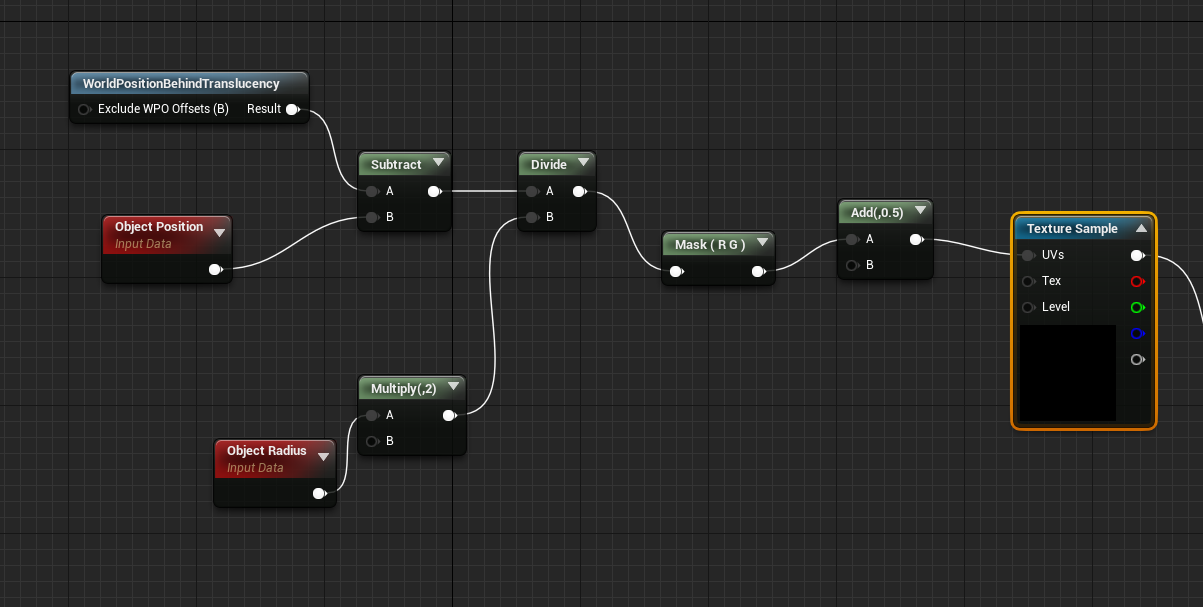 WorldPositionBehindTranslucency
Exclude WPO Offsets (B) Result
Object Position
Input Data
Subtract
A
B
Divide
A
B
Mask ( R G )
Add(,0.5)
A
B
Texture Sample
UVs
Tex
Level
Multiply(,2)
A
B
Object Radius
Input Data